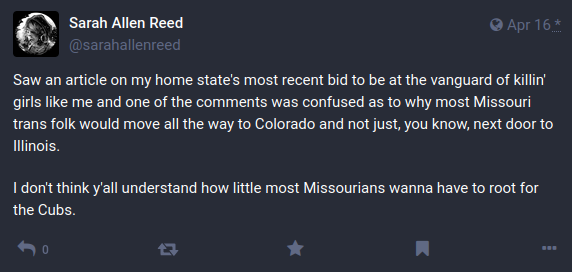 Sarah Allen Reed
Apr 16 *
@sarahallenreed
Saw an article on my home state's most recent bid to be at the vanguard of killin'
girls like me and one of the comments was confused as to why most Missouri
trans folk would move all the way to Colorado and not just, you know, next door to
Illinois.
I don't think y'all understand how little most Missourians wanna have to root for
the Cubs.
0